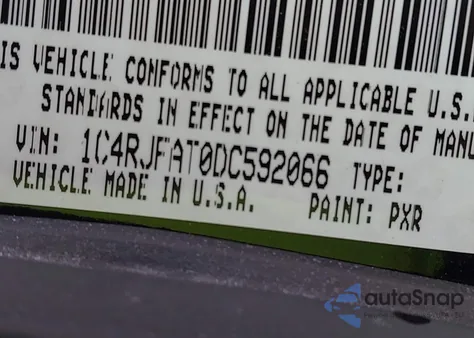 IS VEHICLE CONFORMS TO ALL APPLICABLE U.S.
STANDARDS IN EFFECT ON THE DATE OF MANU
VIN: 1C4RJFAT0DC592066 TYPE:
VEHICLE MADE IN U.S.A. PAINT: PXR
autoSnap